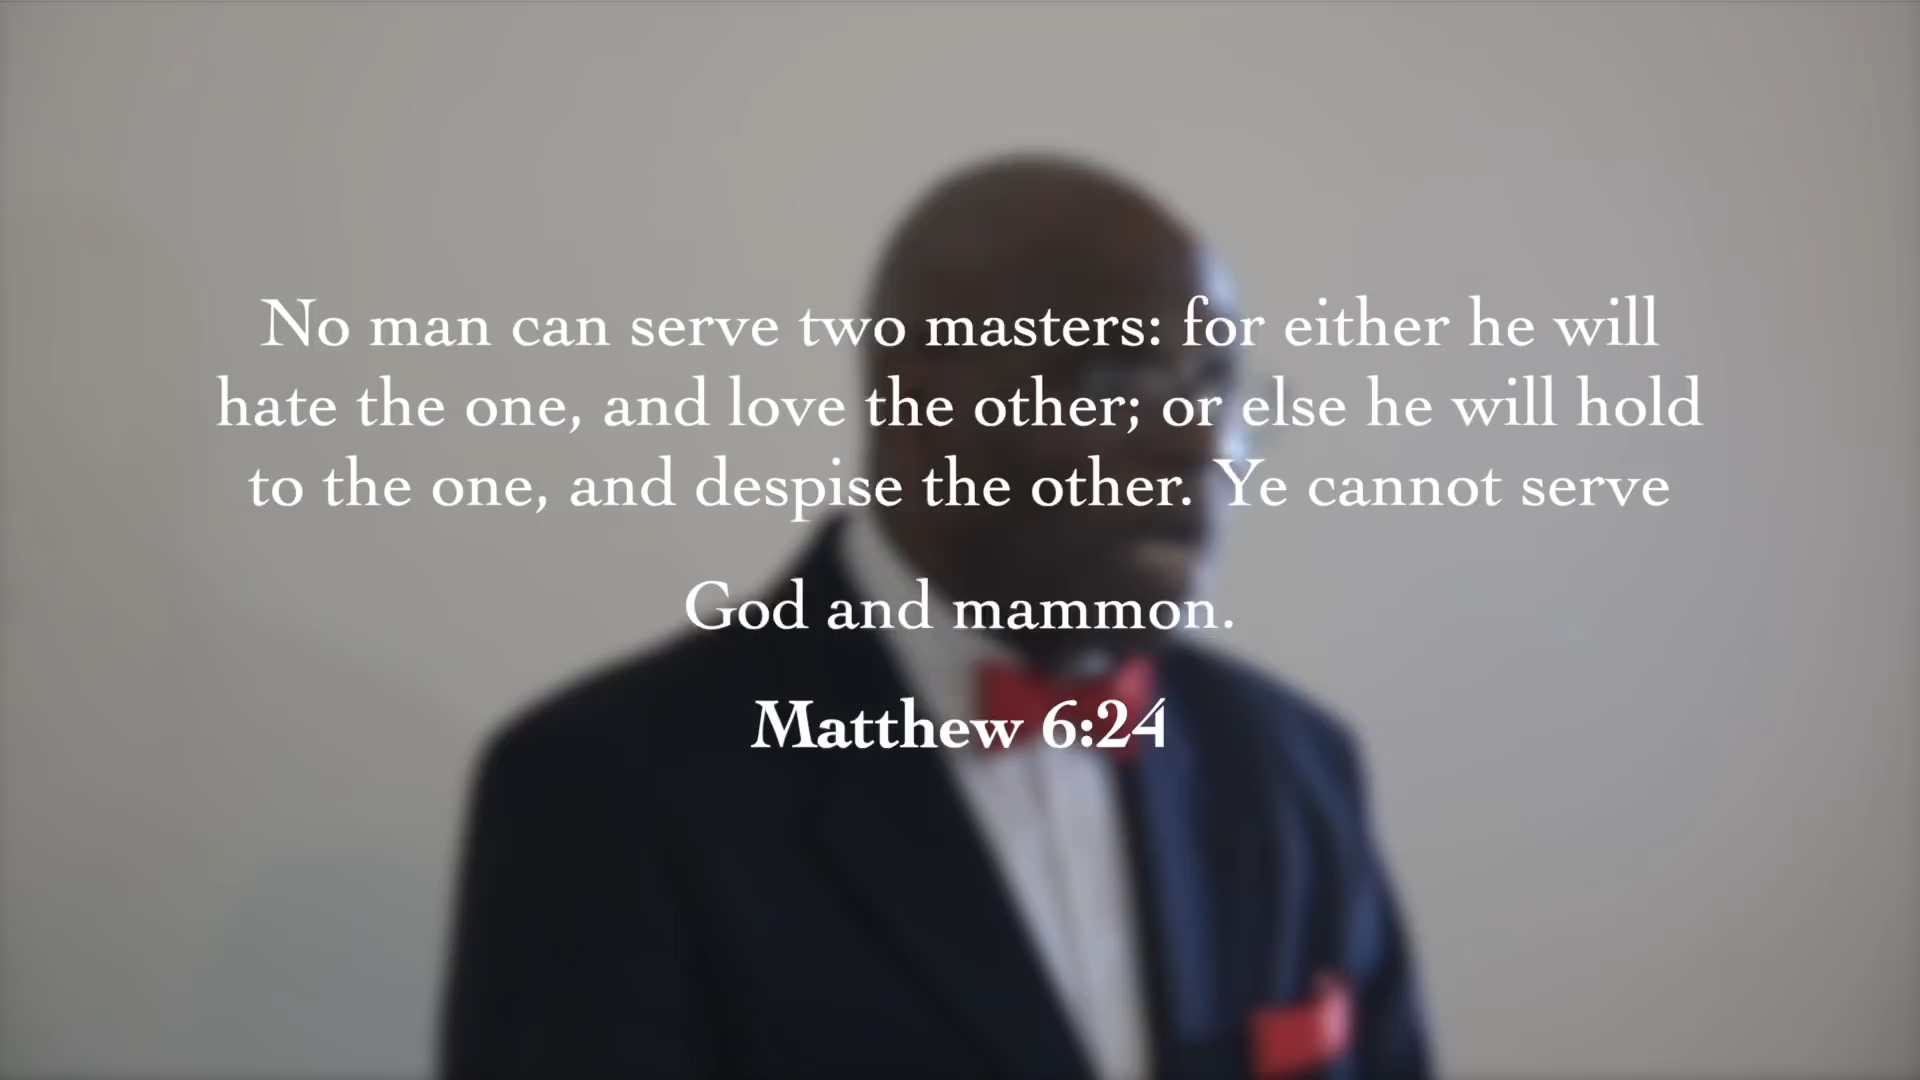 No man can serve two masters: for either he will
hate the one, and love the other; or else he will hold
to the one, and despise the other. Ye cannot serve
God and mammon.
Matthew 6:24